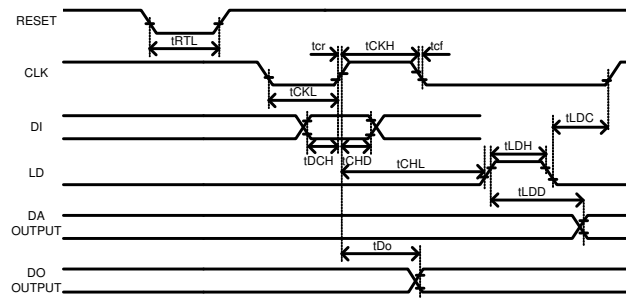 RESET
tRTL
tcr
tCKH
tcf
CLK
tCKL
DI
tLDC
tDCH
tCHD
tLDH
tCHL
LD
tLDD
DA
OUTPUT
tDo
DO
OUTPUT